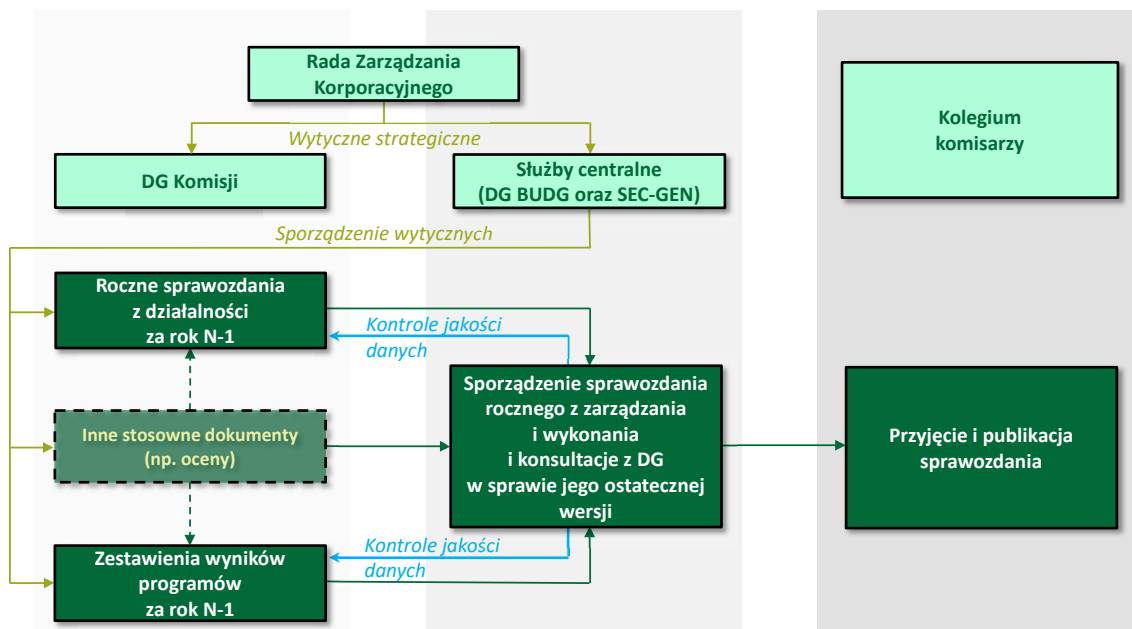 Rada Zarządzania
Korporacyjnego
Kolegium
komisarzy
Wytyczne strategiczne
DG Komisji
Służby centralne
(DG BUDG oraz SEC-GEN)
Sporządzenie wytycznych
Roczne sprawozdania
z działalności
za rok N-1
Kontrole jakości
danych
Sporządzenie sprawozdania
rocznego z zarządzania
i wykonania
i konsultacje z DG
w sprawie jego ostatecznej
wersji
Inne stosowne dokumenty
(np. oceny)
Przyjęcie i publikacja
sprawozdania
Kontrole jakości
danych
Zestawienia wyników
programów
za rok N-1